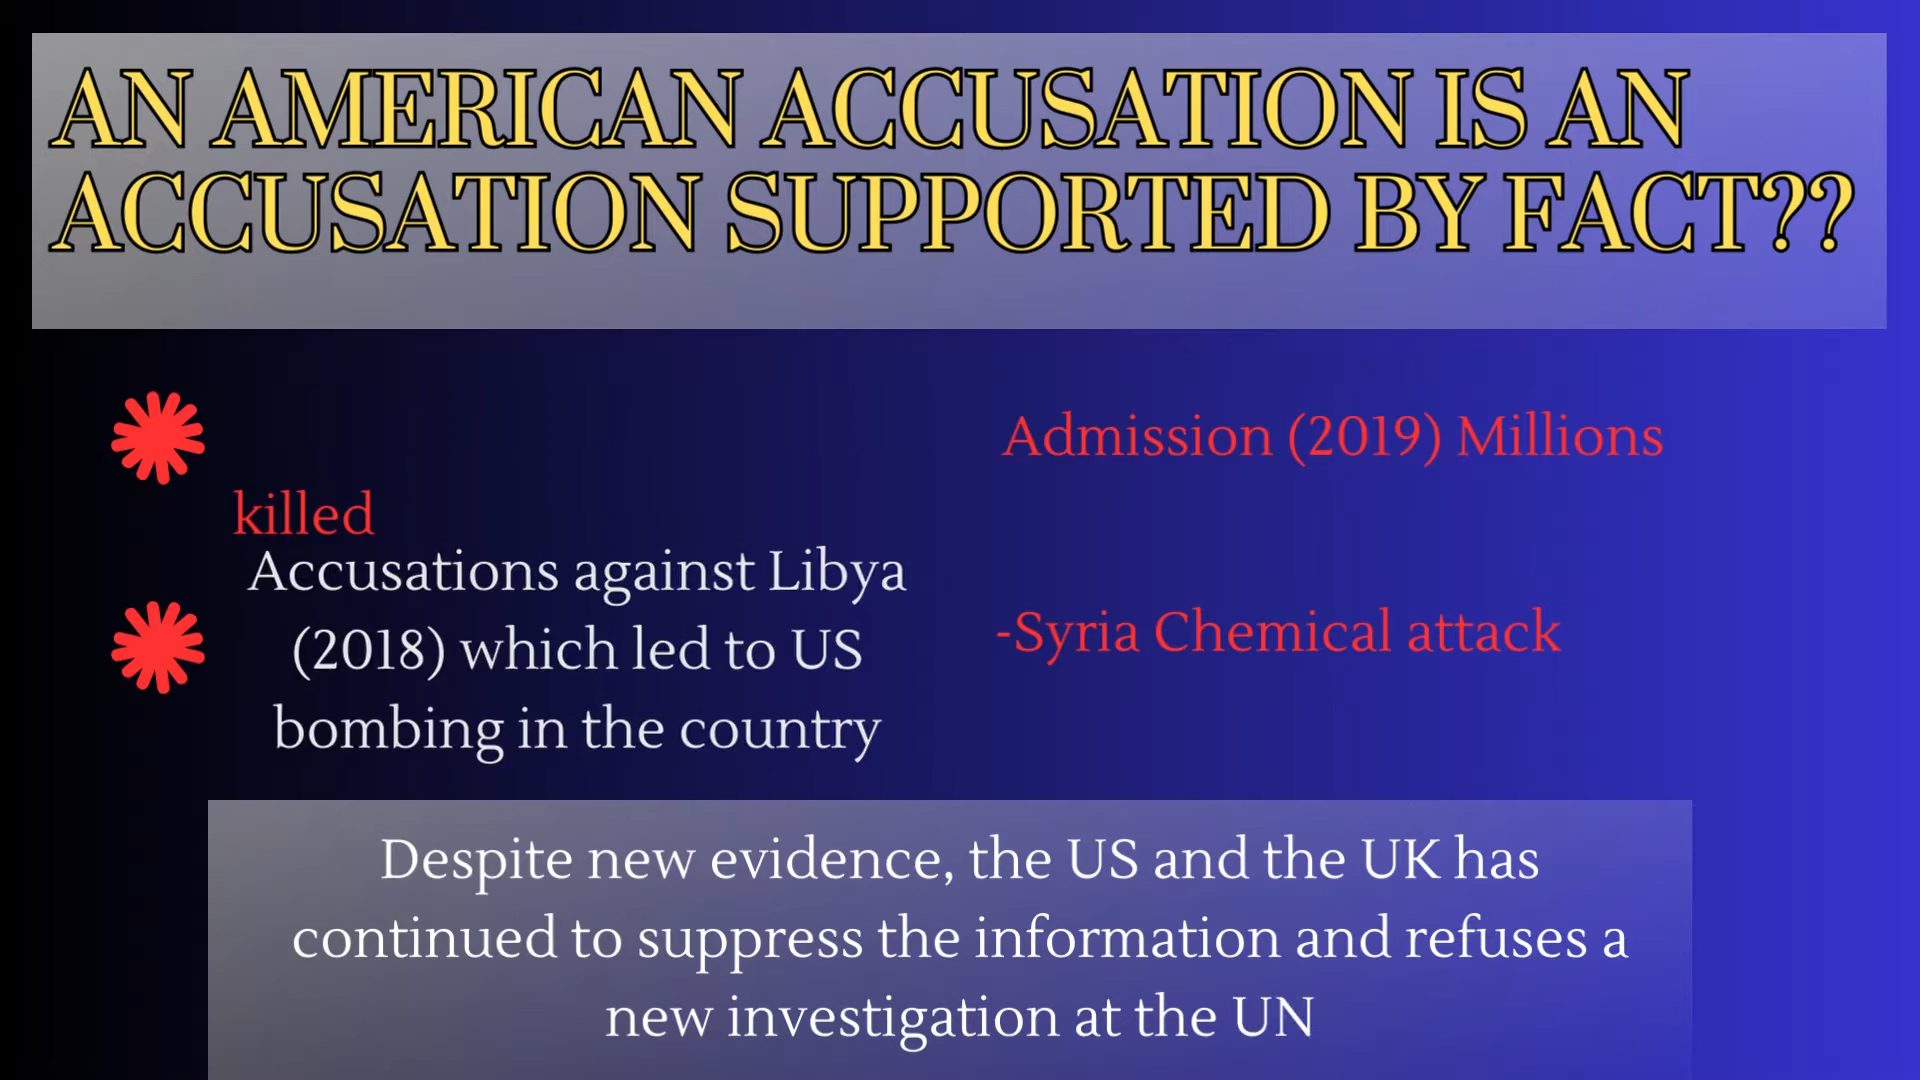 AN AMERICAN ACCUSATION IS AN
ACCUSATION SUPPORTED BY FACT??
Admission (2019) Millions
killed
Accusations against Libya
(2018) which led to US
bombing in the country
-Syria Chemical attack
Despite new evidence, the US and the UK has
continued to suppress the information and refuses a
new investigation at the UN